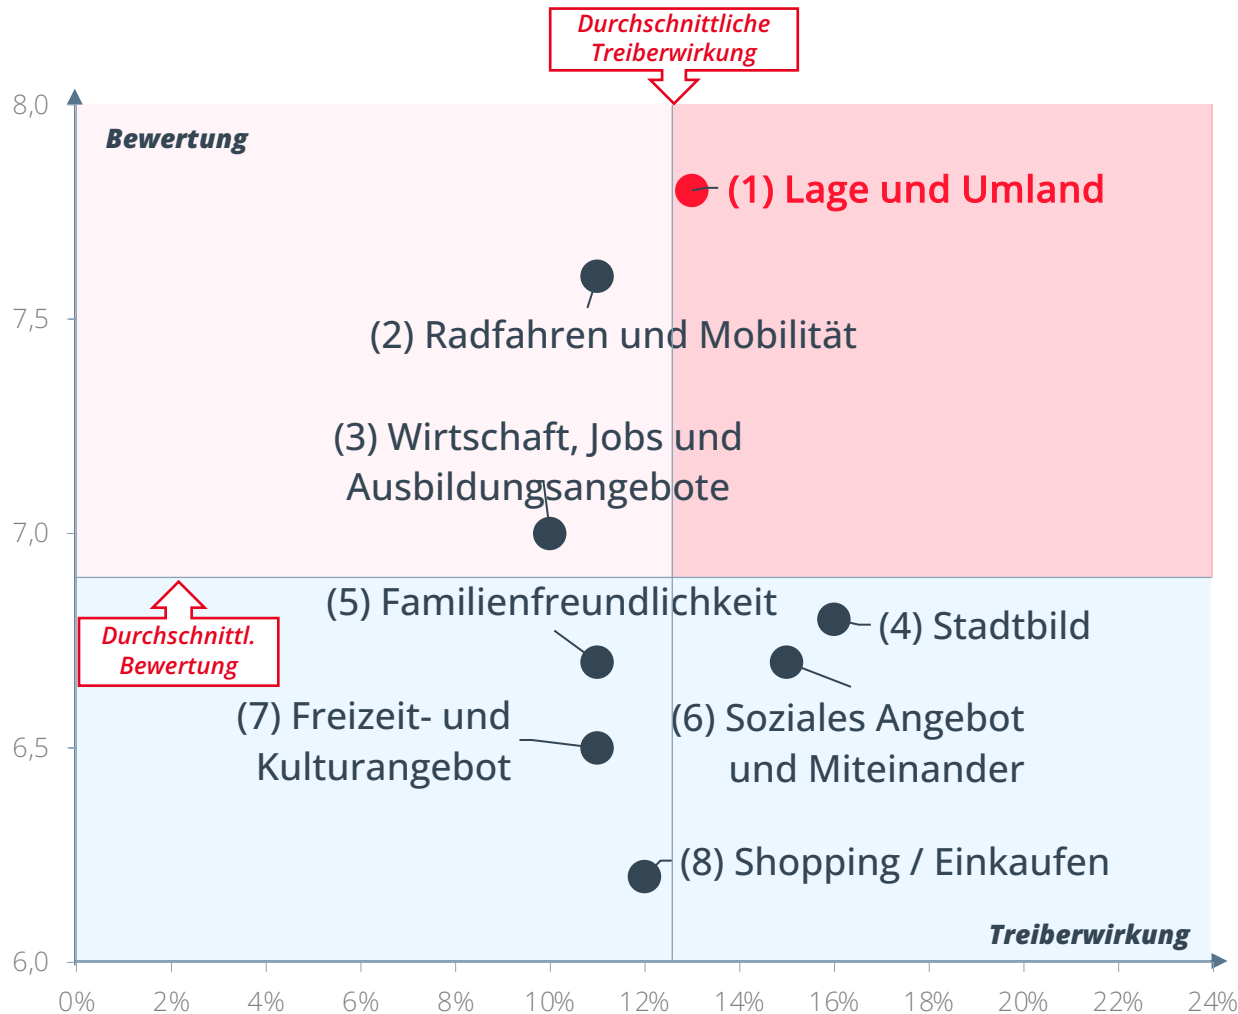 Durchschnittliche
Treiberwirkung
8,0
Bewertung
(1) Lage und Umland
7,5
(2) Radfahren und Mobilität
(3) Wirtschaft, Jobs und
Ausbildungsangebote
7,0
(5) Familienfreundlichkeit
(4) Stadtbild
Durchschnittl.
Bewertung
(7) Freizeit- und
Kulturangebot
(6) Soziales Angebot
und Miteinander
6,5
(8) Shopping / Einkaufen
Treiberwirkung
6,0
0% 2% 4% 6% 8% 10% 12% 14% 16% 18% 20% 22% 24%